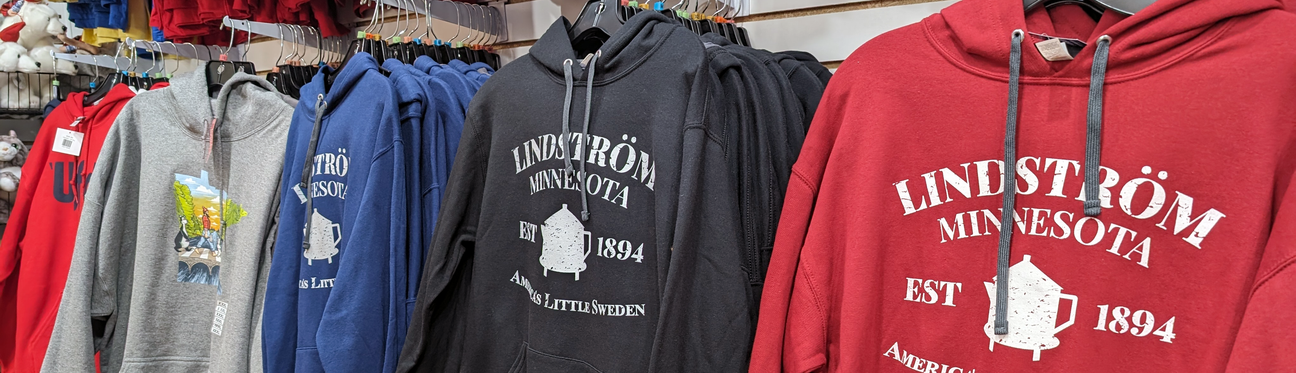 LINDSTRÖM
MINNESOTA
EST 1894
AMERICA'S LITTLE SWEDEN
LINDSTRÖM
MINNESOTA
EST 1894